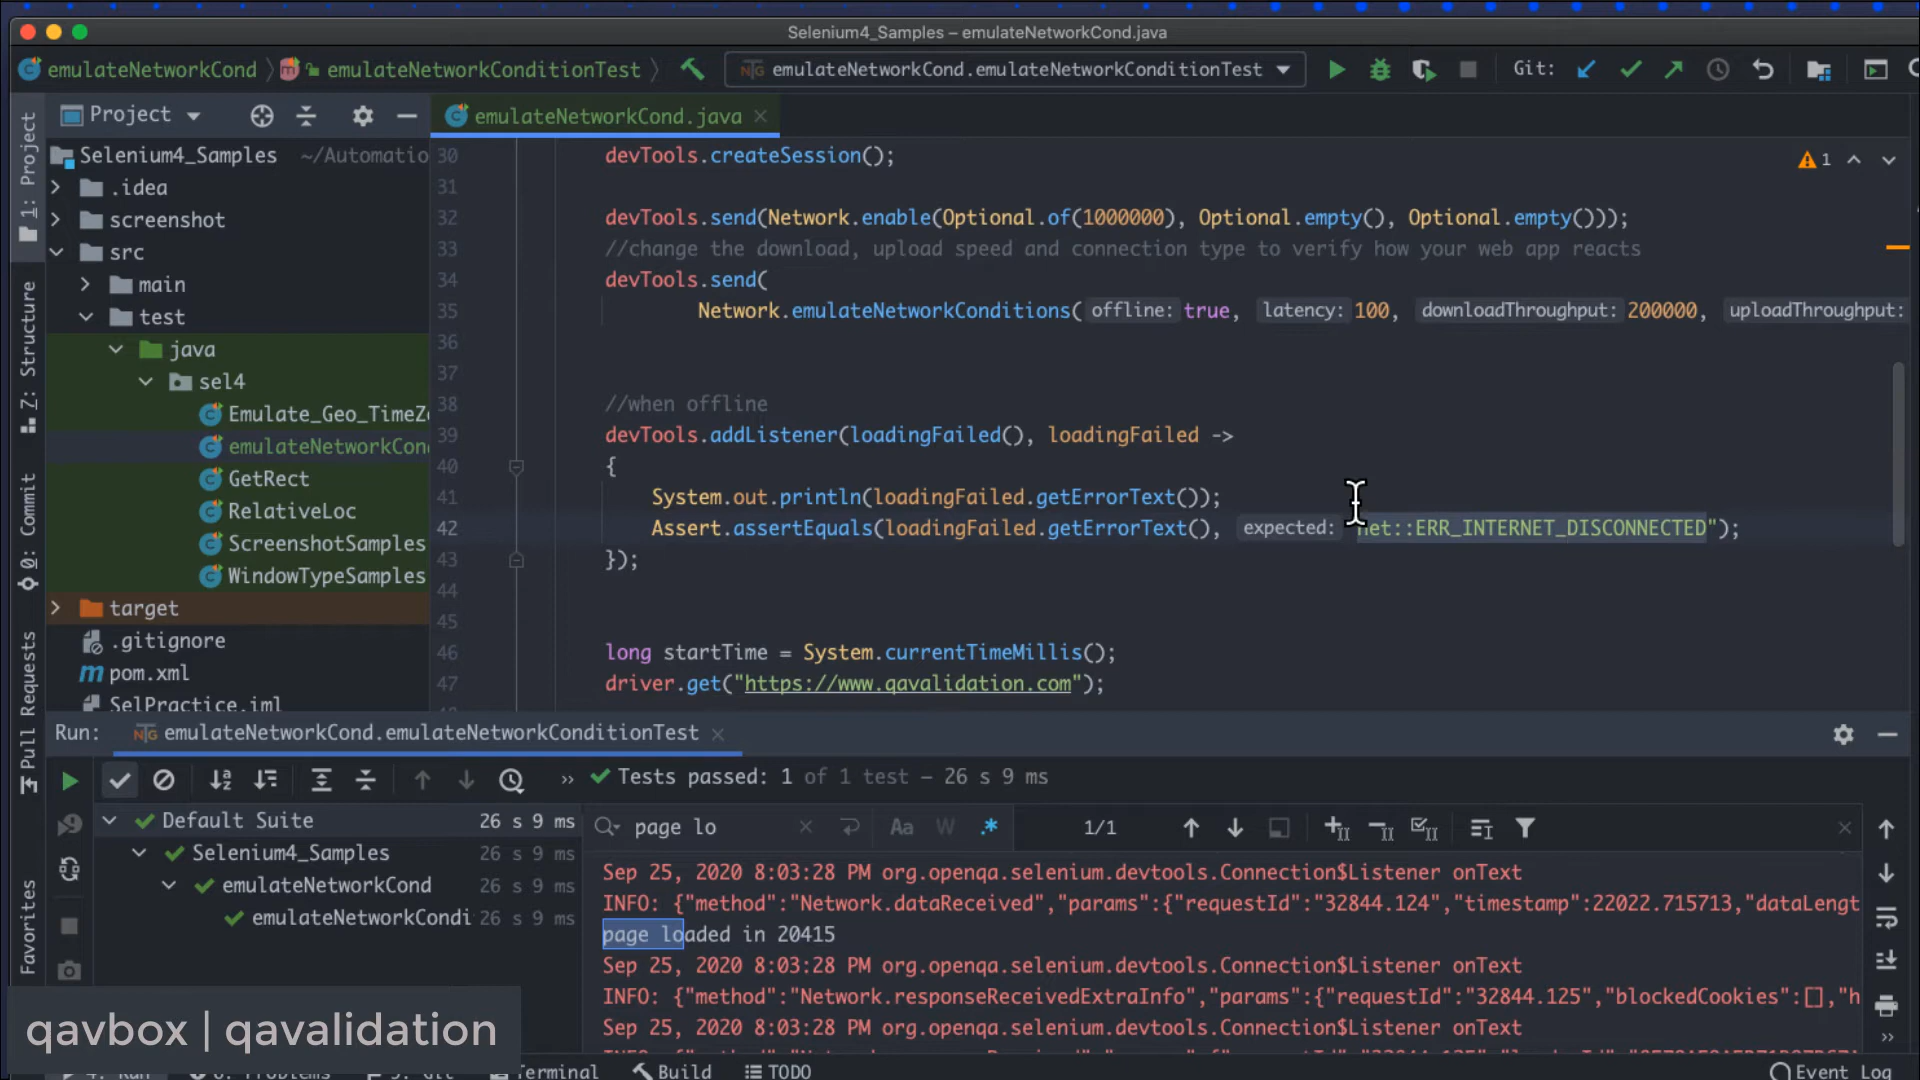 Selenium4_Samples – emulateNetworkCond.java
emulateNetworkCond
emulateNetworkConditionTest
emulateNetworkCond.emulateNetworkConditionTest
Git:
1: Project
Z: Structure
0: Commit
Pull Requests
Favorites
Project
Selenium4_Samples ~/Automatio
.idea
screenshot
src
main
test
java
sel4
Emulate_Geo_TimeZ
emulateNetworkCon
GetRect
RelativeLoc
ScreenshotSamples
WindowTypeSamples
target
.gitignore
pom.xml
SelPractice.iml
emulateNetworkCond.java
1
30 devTools.createSession();
31
32 devTools.send(Network.enable(Optional.of(1000000), Optional.empty(), Optional.empty()));
33 //change the download, upload speed and connection type to verify how your web app reacts
34 devTools.send(
35 Network.emulateNetworkConditions( offline: true, latency: 100, downloadThroughput: 200000, uploadThroughput:
36
37
38 //when offline
39 devTools.addListener(loadingFailed(), loadingFailed ->
40 {
41 System.out.println(loadingFailed.getErrorText());
42 Assert.assertEquals(loadingFailed.getErrorText(), expected: "net::ERR_INTERNET_DISCONNECTED");
43 });
44
45
46 long startTime = System.currentTimeMillis();
47 driver.get("https://www.qavalidation.com");
Run: emulateNetworkCond.emulateNetworkConditionTest
Tests passed: 1 of 1 test – 26 s 9 ms
Default Suite 26 s 9 ms
Selenium4_Samples 26 s 9 ms
emulateNetworkCond 26 s 9 ms
emulateNetworkCondi 26 s 9 ms
page lo
Aa W .* 1/1
Sep 25, 2020 8:03:28 PM org.openqa.selenium.devtools.Connection$Listener onText
INFO: {"method":"Network.dataReceived","params":{"requestId":"32844.124","timestamp":22022.715713,"dataLengt
page loaded in 20415
Sep 25, 2020 8:03:28 PM org.openqa.selenium.devtools.Connection$Listener onText
INFO: {"method":"Network.responseReceivedExtraInfo","params":{"requestId":"32844.125","blockedCookies":[],"h
Sep 25, 2020 8:03:28 PM org.openqa.selenium.devtools.Connection$Listener onText
qavbox | qavalidation
Terminal
Build
TODO
Event Log